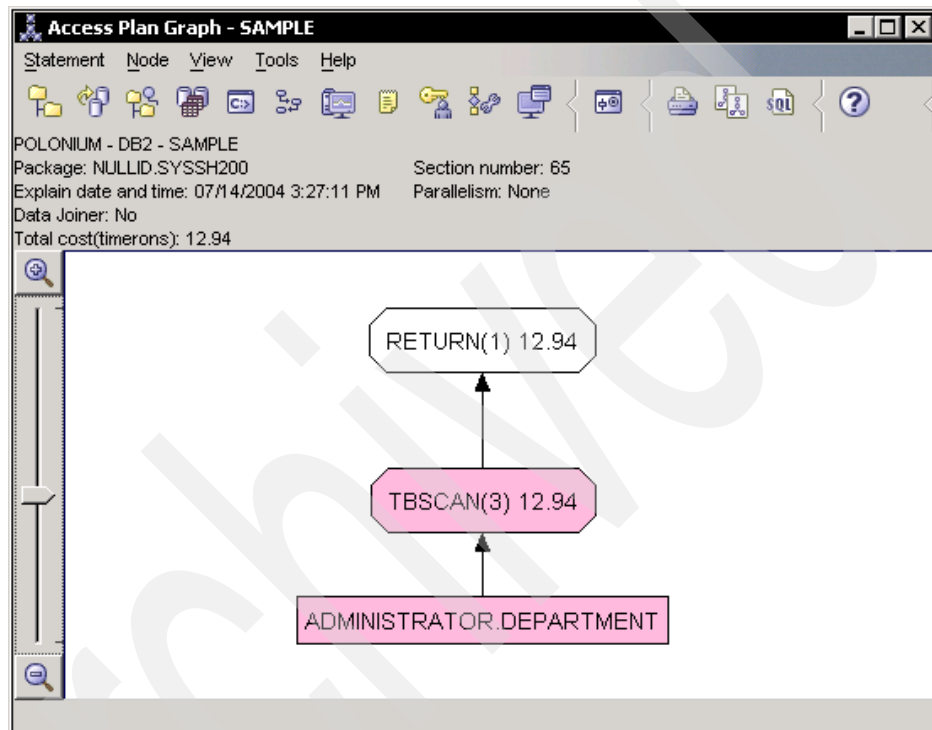 Access Plan Graph - SAMPLE
Statement Node View Tools Help
C:>
SQL
?
POLONIUM - DB2 - SAMPLE
Package: NULLID.SYSSH200 Section number: 65
Explain date and time: 07/14/2004 3:27:11 PM Parallelism: None
Data Joiner: No
Total cost(timerons): 12.94
RETURN(1) 12.94
TBSCAN(3) 12.94
ADMINISTRATOR.DEPARTMENT